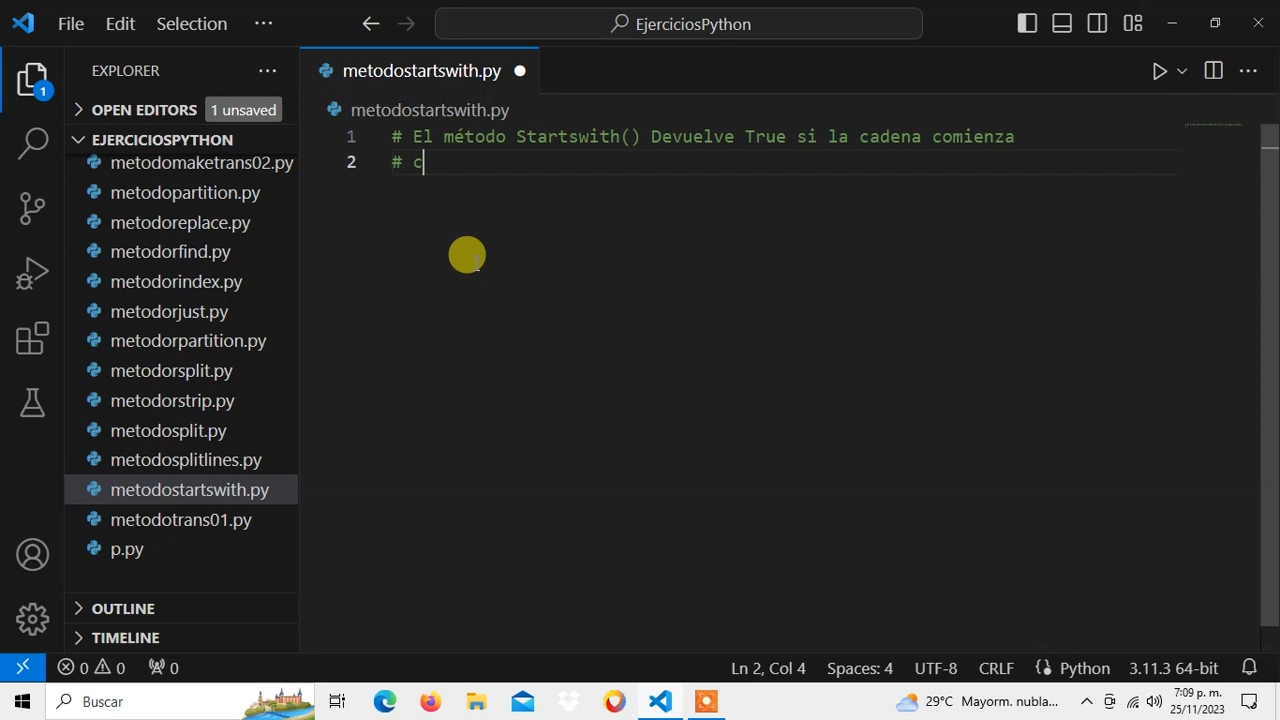 File Edit Selection ··· EjerciciosPython
EXPLORER ···
metodostartswith.py
OPEN EDITORS 1 unsaved
metodostartswith.py
EJERCICIOSPYTHON
1 # El método Startswith() Devuelve True si la cadena comienza
2 # c
1
metodomaketrans02.py
metodopartition.py
metodoreplace.py
metodorfind.py
metodorindex.py
metodorjust.py
metodorpartition.py
metodorsplit.py
metodorstrip.py
metodosplit.py
metodosplitlines.py
metodostartswith.py
metodotrans01.py
p.py
OUTLINE
TIMELINE
0 0 0 Ln 2, Col 4 Spaces: 4 UTF-8 CRLF Python 3.11.3 64-bit
Buscar 29°C Mayorm. nubla... 7:09 p. m.
25/11/2023